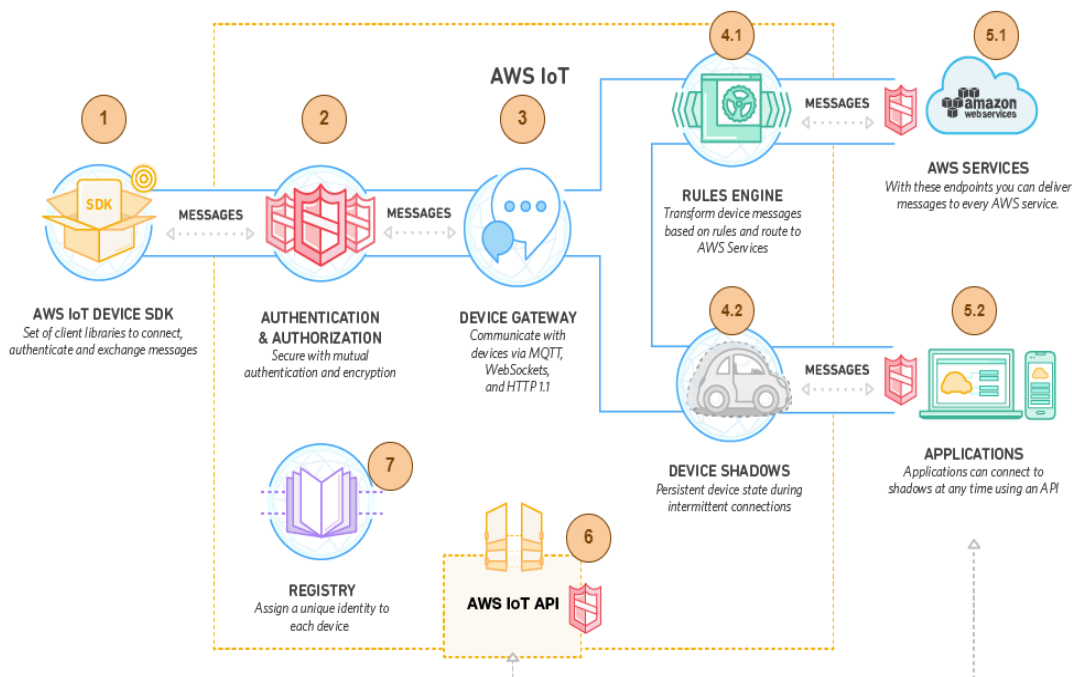 4.1
5.1
AWS IoT
1
2
3
MESSAGES
amazon
web services
SDK
MESSAGES
MESSAGES
AWS SERVICES
With these endpoints you can deliver
messages to every AWS service.
RULES ENGINE
Transform device messages
based on rules and route to
AWS Services
AWS IoT DEVICE SDK
Set of client libraries to connect,
authenticate and exchange messages
AUTHENTICATION
& AUTHORIZATION
Secure with mutual
authentication and encryption
DEVICE GATEWAY
Communicate with
devices via MQTT,
WebSockets,
and HTTP 1.1
4.2
5.2
MESSAGES
DEVICE SHADOWS
Persistent device state during
intermittent connections
APPLICATIONS
Applications can connect to
shadows at any time using an API
7
REGISTRY
Assign a unique identity to
each device
6
AWS IoT API